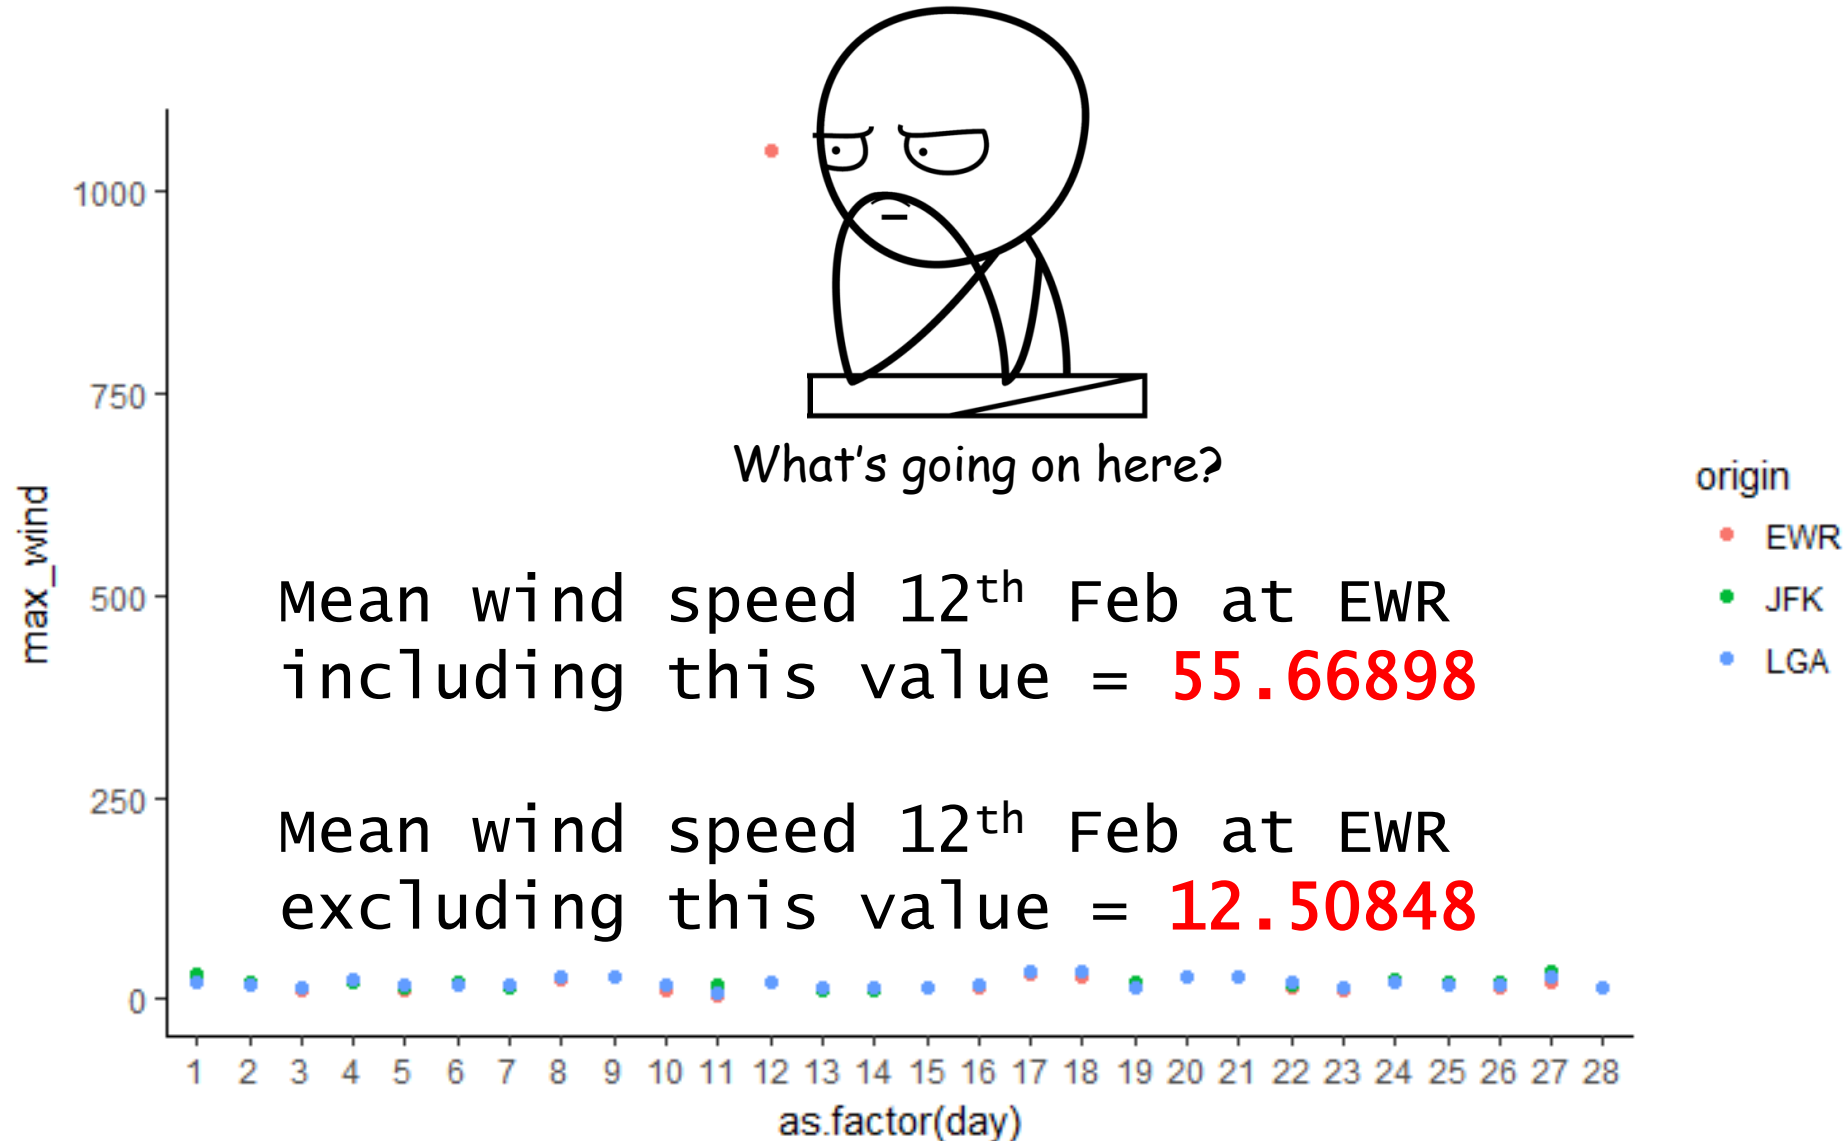 1000
750
500
250
0
max_wind
What's going on here?
Mean wind speed 12th Feb at EWR
including this value = 55.66898
Mean wind speed 12th Feb at EWR
excluding this value = 12.50848
origin
EWR
JFK
LGA
1 2 3 4 5 6 7 8 9 10 11 12 13 14 15 16 17 18 19 20 21 22 23 24 25 26 27 28
as.factor(day)